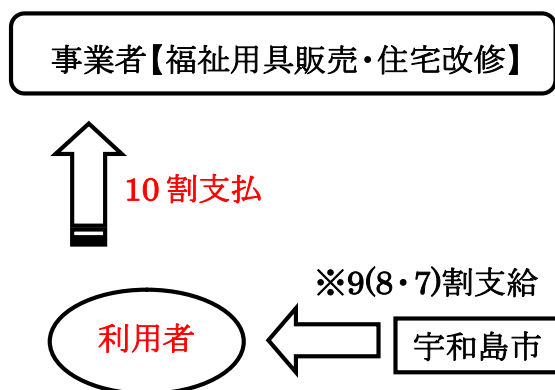 事業者【福祉用具販売・住宅改修】
10割支払
※9(8・7)割支給
利用者
宇和島市